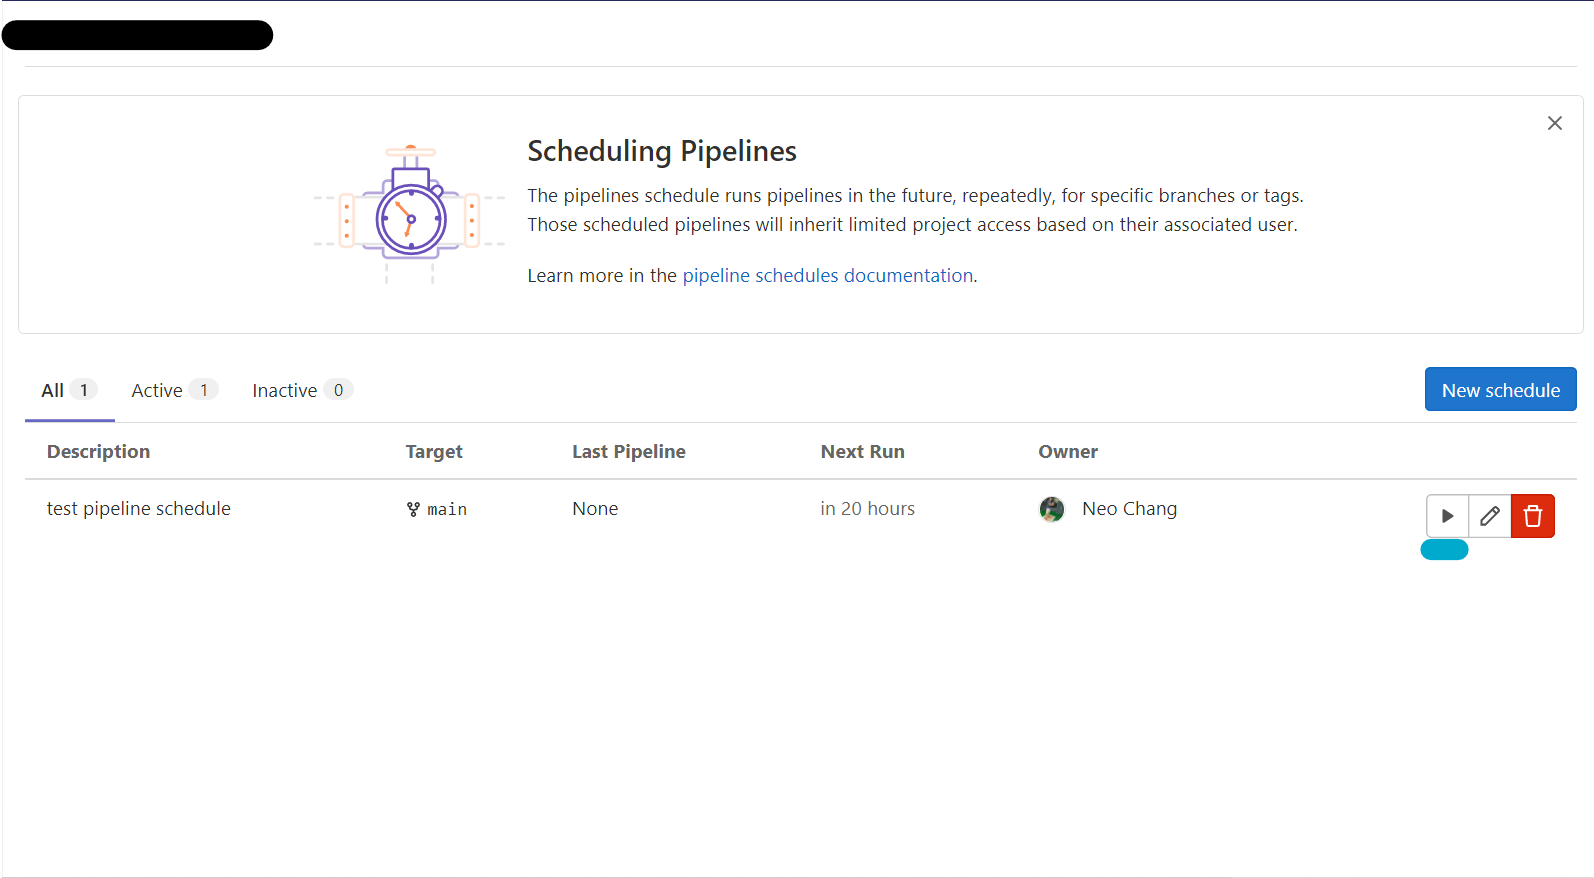 Scheduling Pipelines
The pipelines schedule runs pipelines in the future, repeatedly, for specific branches or tags.
Those scheduled pipelines will inherit limited project access based on their associated user.
Learn more in the pipeline schedules documentation.
All 1 Active 1 Inactive 0 New schedule
Description Target Last Pipeline Next Run Owner
test pipeline schedule main None in 20 hours Neo Chang